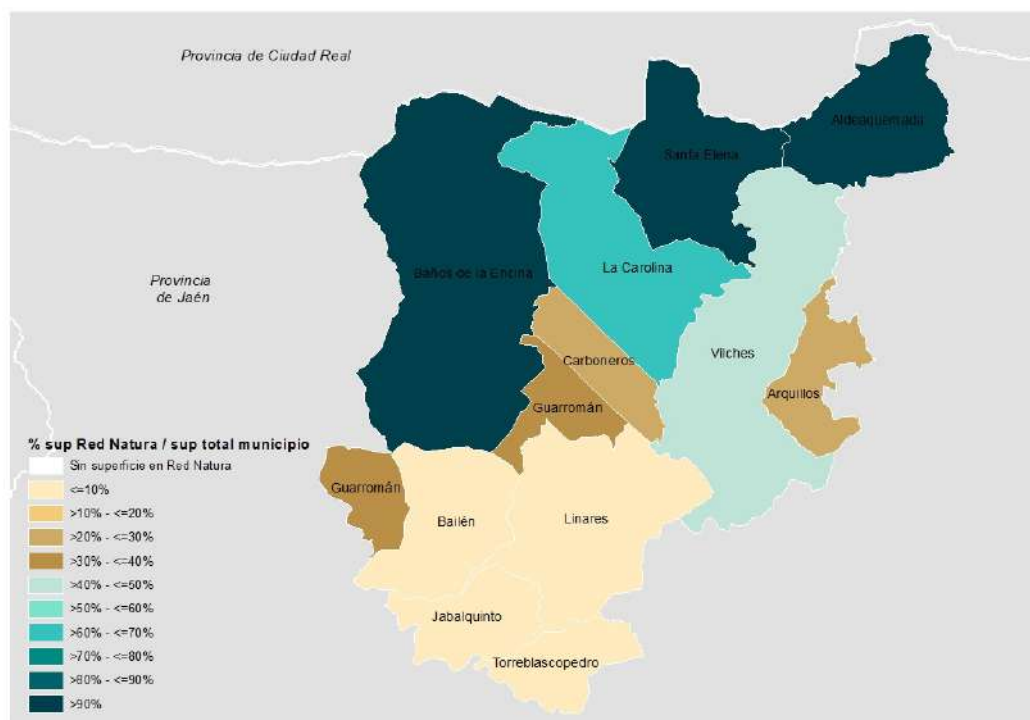 Provincia de Ciudad Real
Aldeaquemada
Santa Elena
Baños de la Encina
La Carolina
Provincia
de Jaén
Vilches
Carboneros
Arquillos
Guarromán
Guarromán
Bailén
Linares
Jabalquinto
Torreblascopedro
% sup Red Natura / sup total municipio
Sin superficie en Red Natura
<=10%
>10% - <=20%
>20% - <=30%
>30% - <=40%
>40% - <=50%
>50% - <=60%
>60% - <=70%
>70% - <=80%
>80% - <=90%
>90%